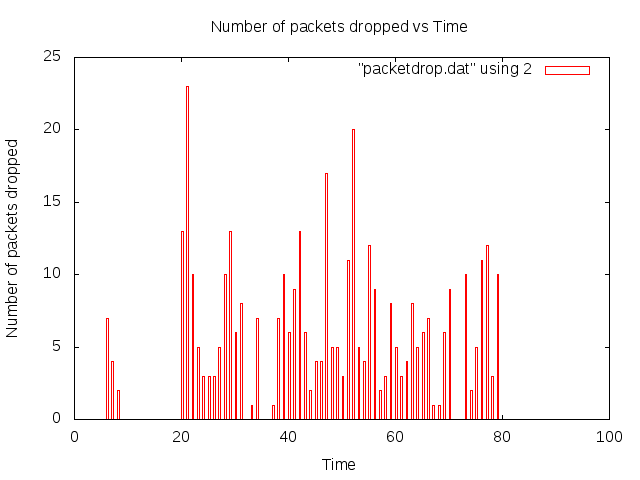 Number of packets dropped vs Time
"packetdrop.dat" using 2
Number of packets dropped
25
20
15
10
5
0
0 20 40 60 80 100
Time